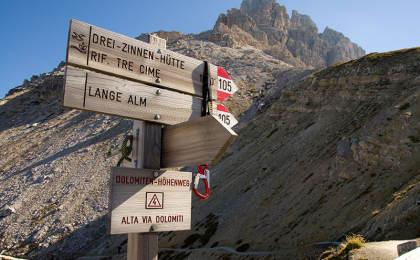 DREI-ZINNEN-HÜTTE
RIF. TRE CIME
105
LANGE ALM
105
DOLOMITEN-HÖHENWEG
ALTA VIA DOLOMITI